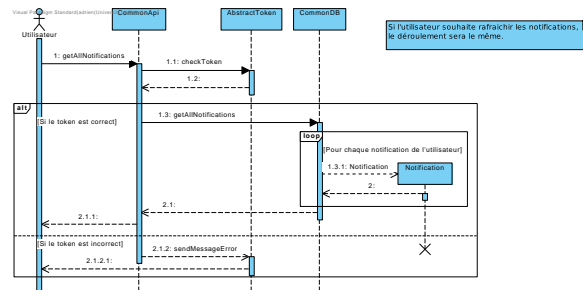 Visual Paradigm Standard(adrien(Universit
CommonApi
AbstractToken
CommonDB
Si l'utilisateur souhaite rafraichir les notifications,
le déroulement sera le même.
Utilisateur
1: getAllNotifications
1.1: checkToken
1.2:
alt
[Si le token est correct]
1.3: getAllNotifications
loop
[Pour chaque notification de l'utilisateur]
1.3.1: Notification
Notification
2:
2.1:
2.1.1:
[Si le token est incorrect]
2.1.2: sendMessageError
2.1.2.1: